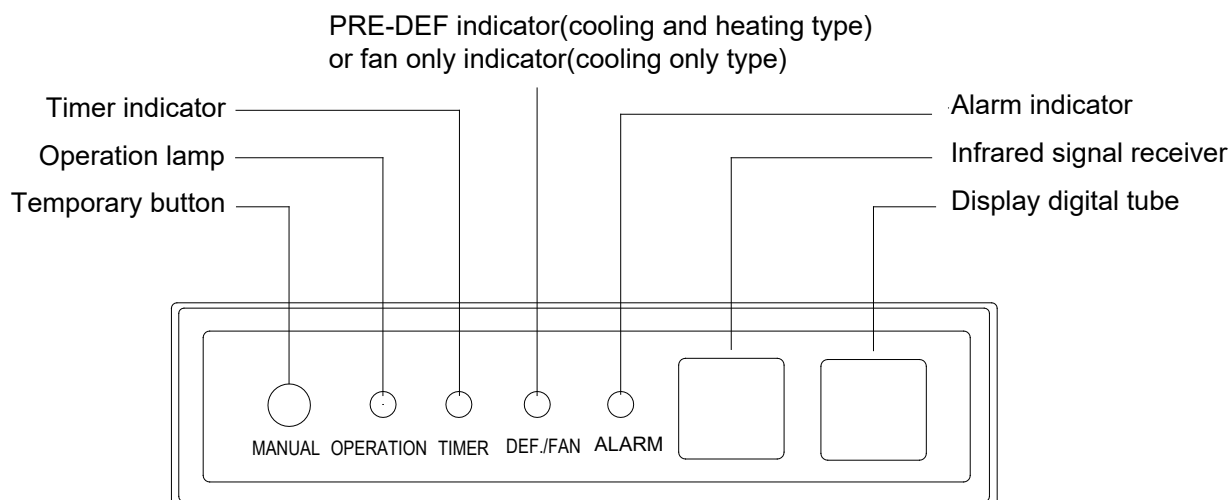 PRE-DEF indicator(cooling and heating type)
or fan only indicator(cooling only type)
Timer indicator
Alarm indicator
Operation lamp
Infrared signal receiver
Temporary button
Display digital tube
MANUAL OPERATION TIMER DEF./FAN ALARM